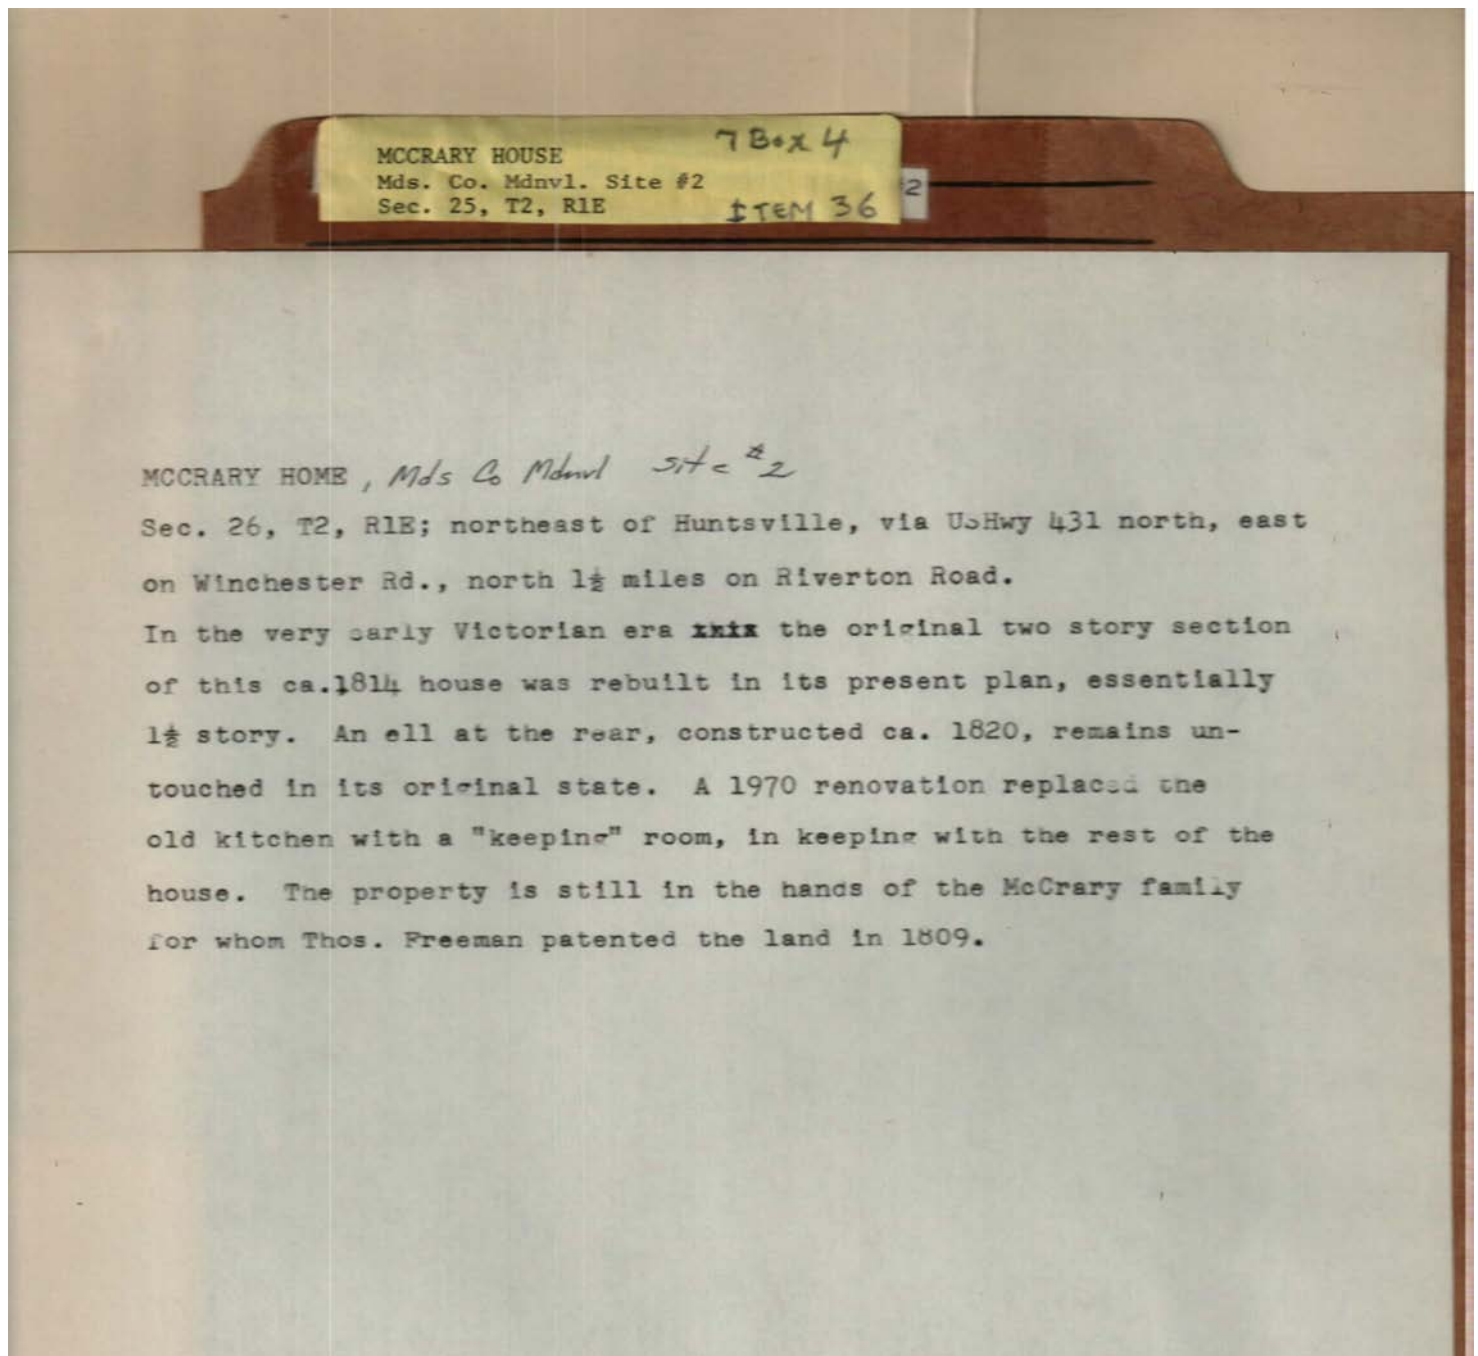 7 Box 4
MCCRARY HOUSE
Mds. Co. Mdnvl. Site #2
Sec. 25, T2, R1E
ITEM 36
2
MCCRARY HOME, Mds Co Mdnvl Site #2
Sec. 26, T2, R1E; northeast of Huntsville, via USHwy 431 north, east
on Winchester Rd., north 1½ miles on Riverton Road.
In the very early Victorian era xxix the original two story section
of this ca.1814 house was rebuilt in its present plan, essentially
1½ story. An ell at the rear, constructed ca. 1820, remains un-
touched in its original state. A 1970 renovation replaced the
old kitchen with a "keeping" room, in keeping with the rest of the
house. The property is still in the hands of the McCrary family
for whom Thos. Freeman patented the land in 1809.